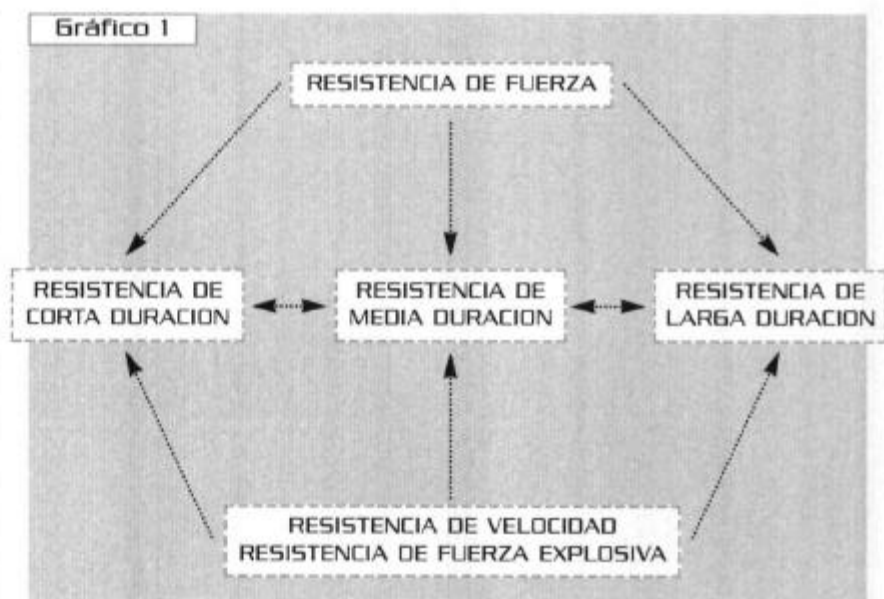 Gráfico 1
RESISTENCIA DE FUERZA
RESISTENCIA DE
CORTA DURACION
RESISTENCIA DE
MEDIA DURACION
RESISTENCIA DE
LARGA DURACION
RESISTENCIA DE VELOCIDAD
RESISTENCIA DE FUERZA EXPLOSIVA